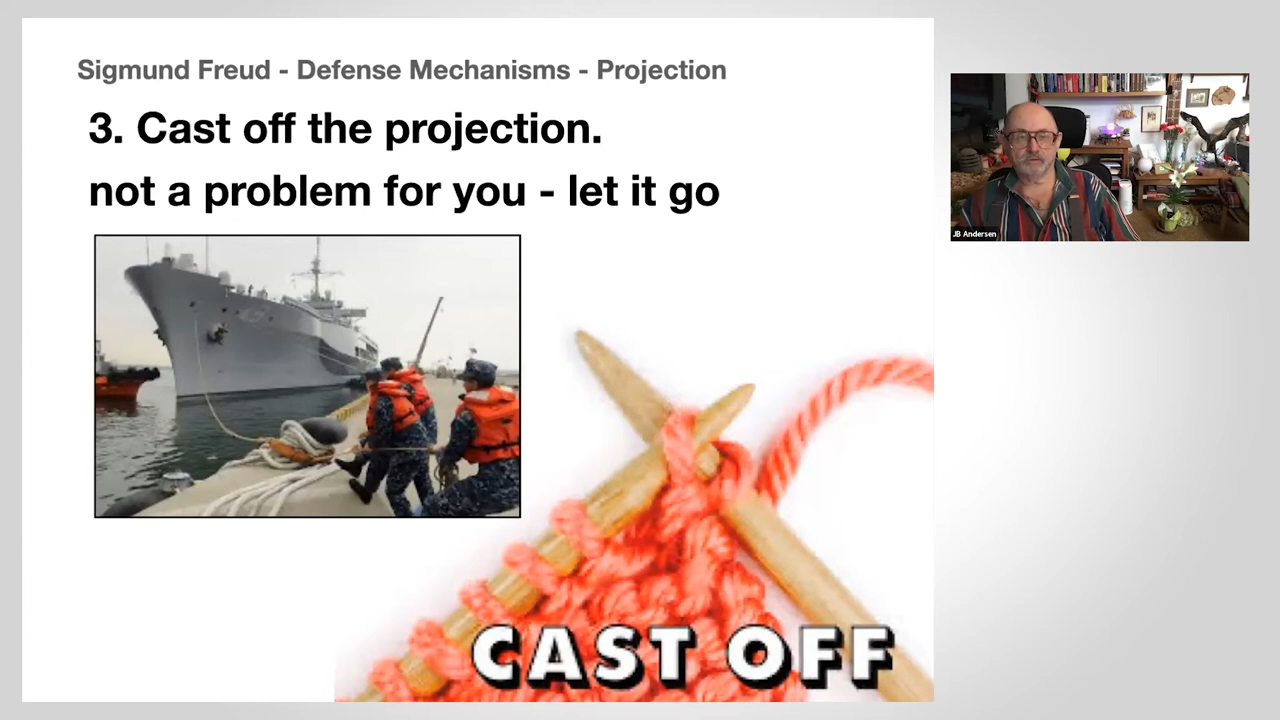 Sigmund Freud - Defense Mechanisms - Projection
3. Cast off the projection.
not a problem for you - let it go
CAST OFF
JB Andersen